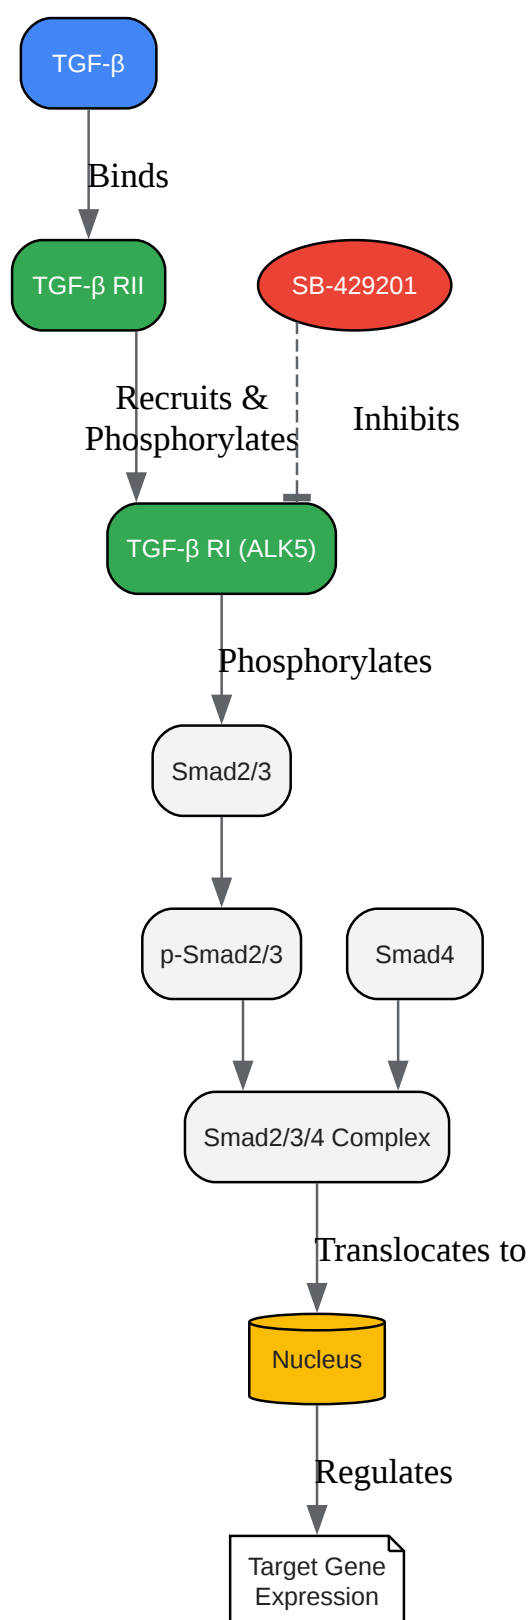 TGF-β
Binds
TGF-β RII
SB-429201
Recruits &
Phosphorylates
Inhibits
TGF-β RI (ALK5)
Phosphorylates
Smad2/3
p-Smad2/3
Smad4
Smad2/3/4 Complex
Translocates to
Nucleus
Regulates
Target Gene
Expression